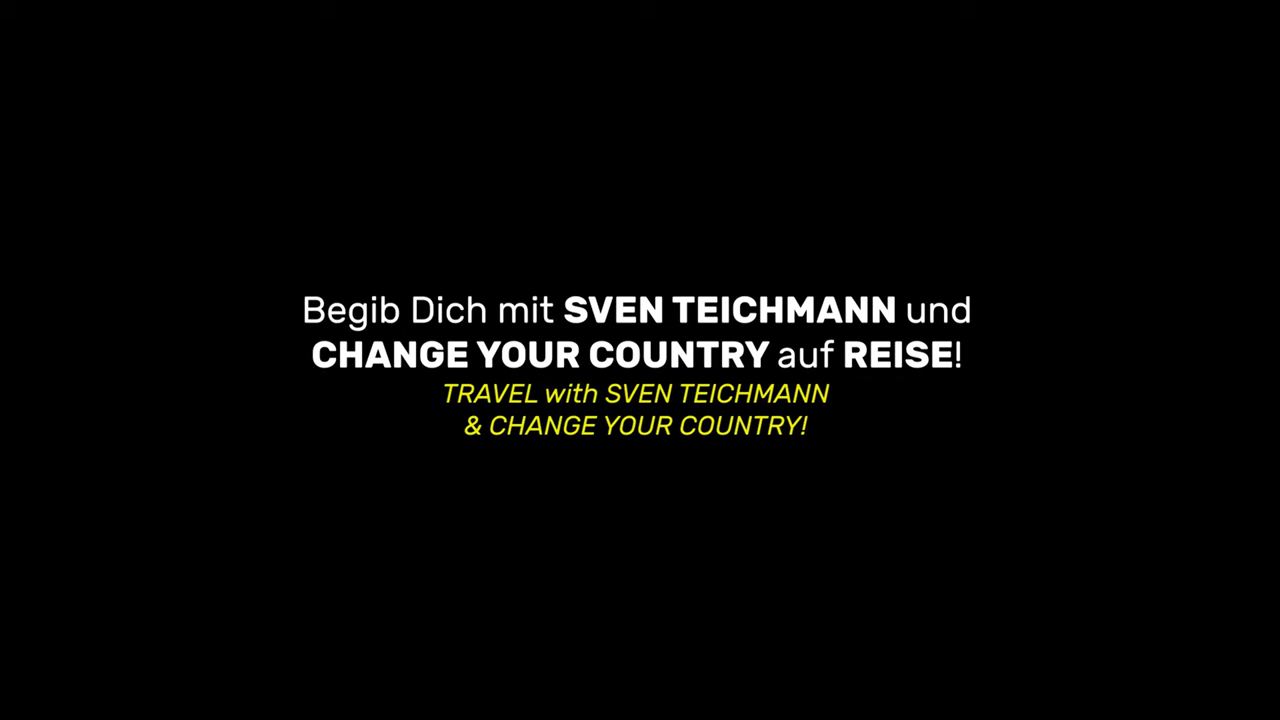 Begib Dich mit SVEN TEICHMANN und
CHANGE YOUR COUNTRY auf REISE!
TRAVEL with SVEN TEICHMANN
& CHANGE YOUR COUNTRY!